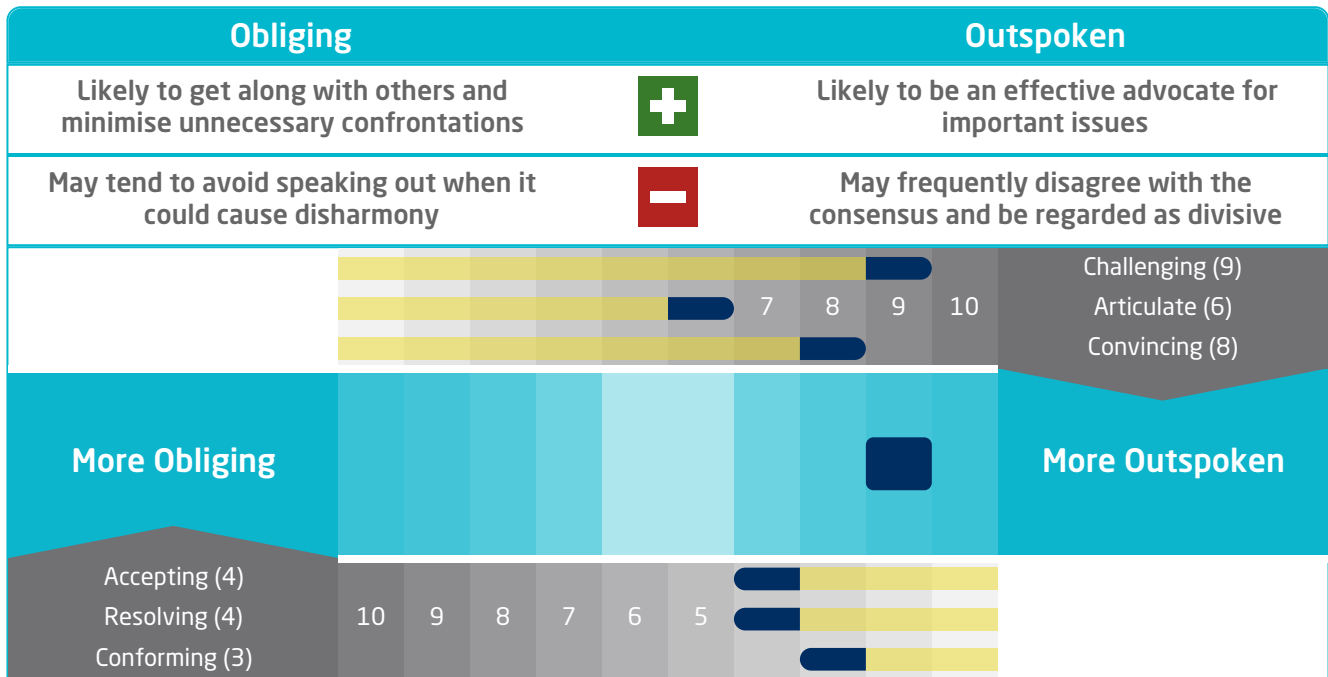 Obliging
Outspoken
Likely to get along with others and
minimise unnecessary confrontations
Likely to be an effective advocate for
important issues
May tend to avoid speaking out when it
could cause disharmony
May frequently disagree with the
consensus and be regarded as divisive
Challenging (9)
7 8 9 10 Articulate (6)
Convincing (8)
More Obliging
More Outspoken
Accepting (4)
Resolving (4) 10 9 8 7 6 5
Conforming (3)